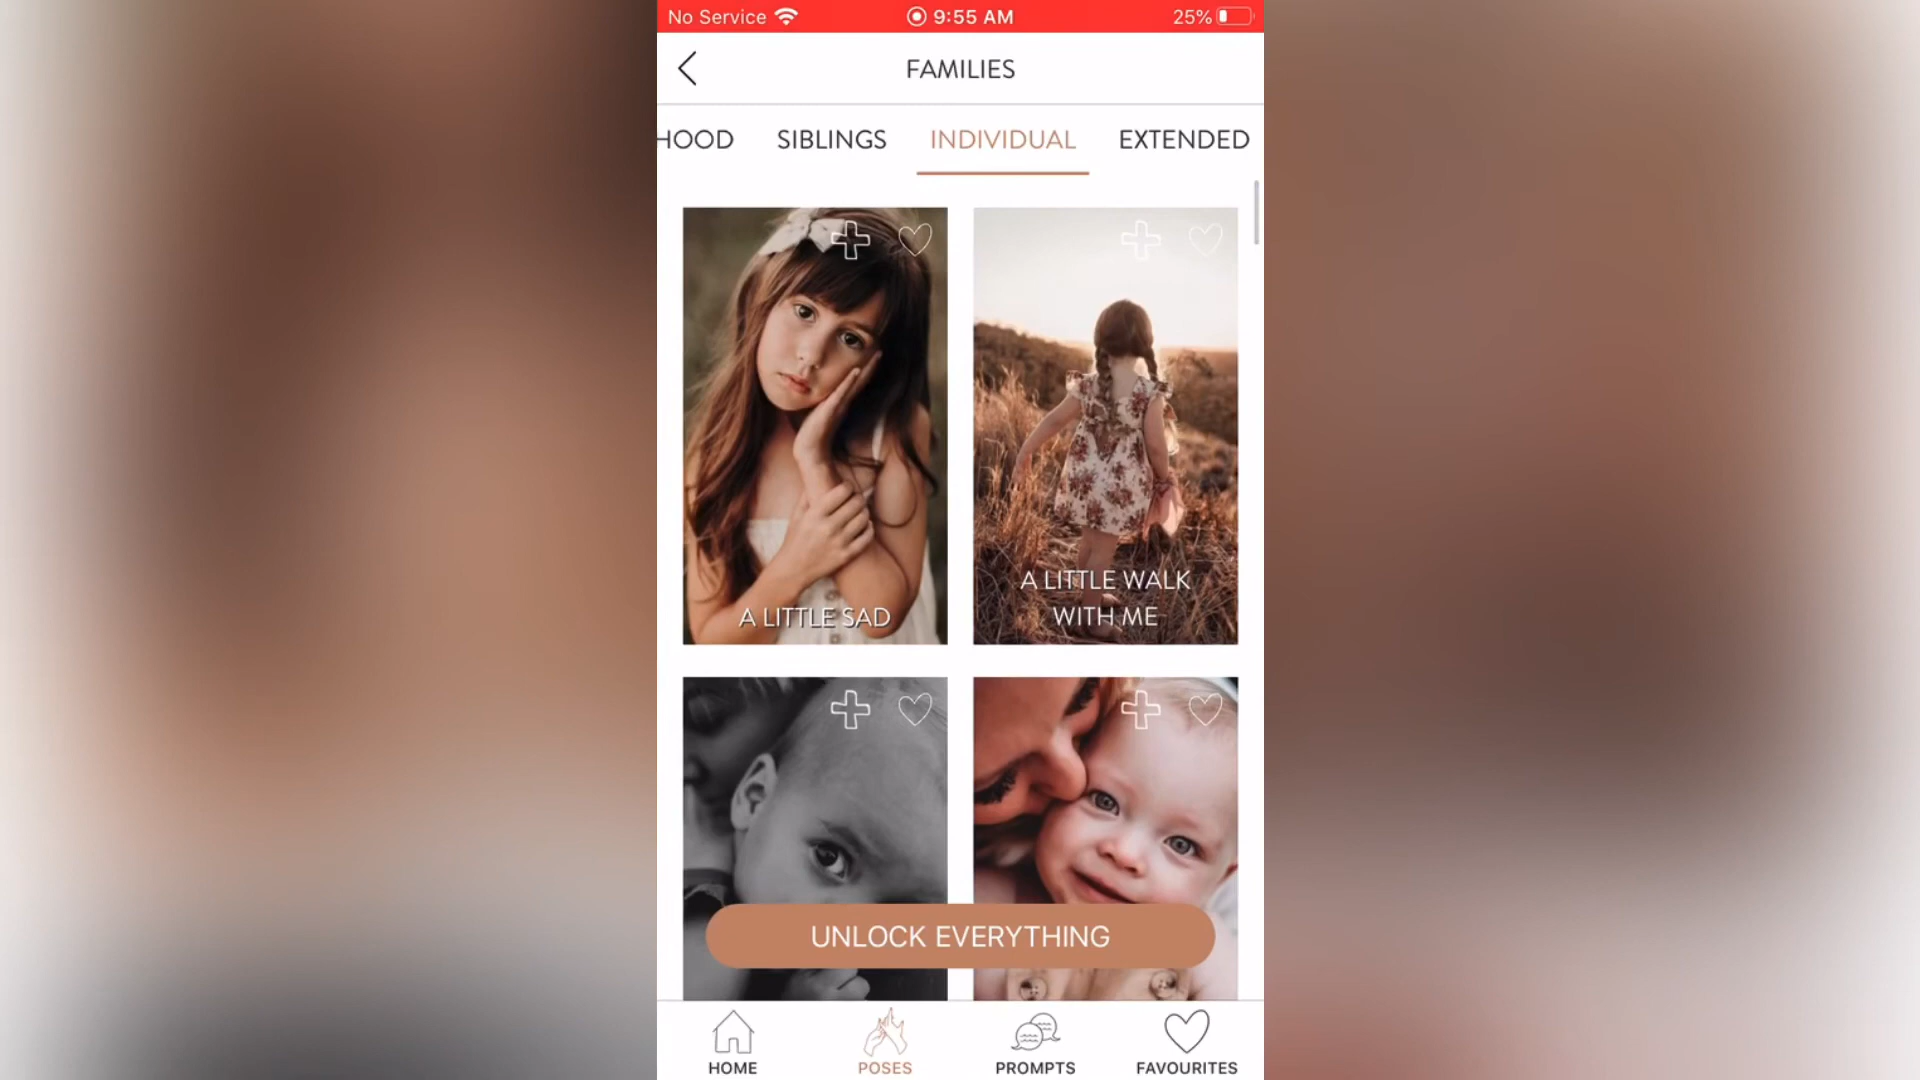 No Service 9:55 AM 25%
FAMILIES
HOOD SIBLINGS INDIVIDUAL EXTENDED
A LITTLE SAD
A LITTLE WALK
WITH ME
UNLOCK EVERYTHING
HOME POSES PROMPTS FAVOURITES